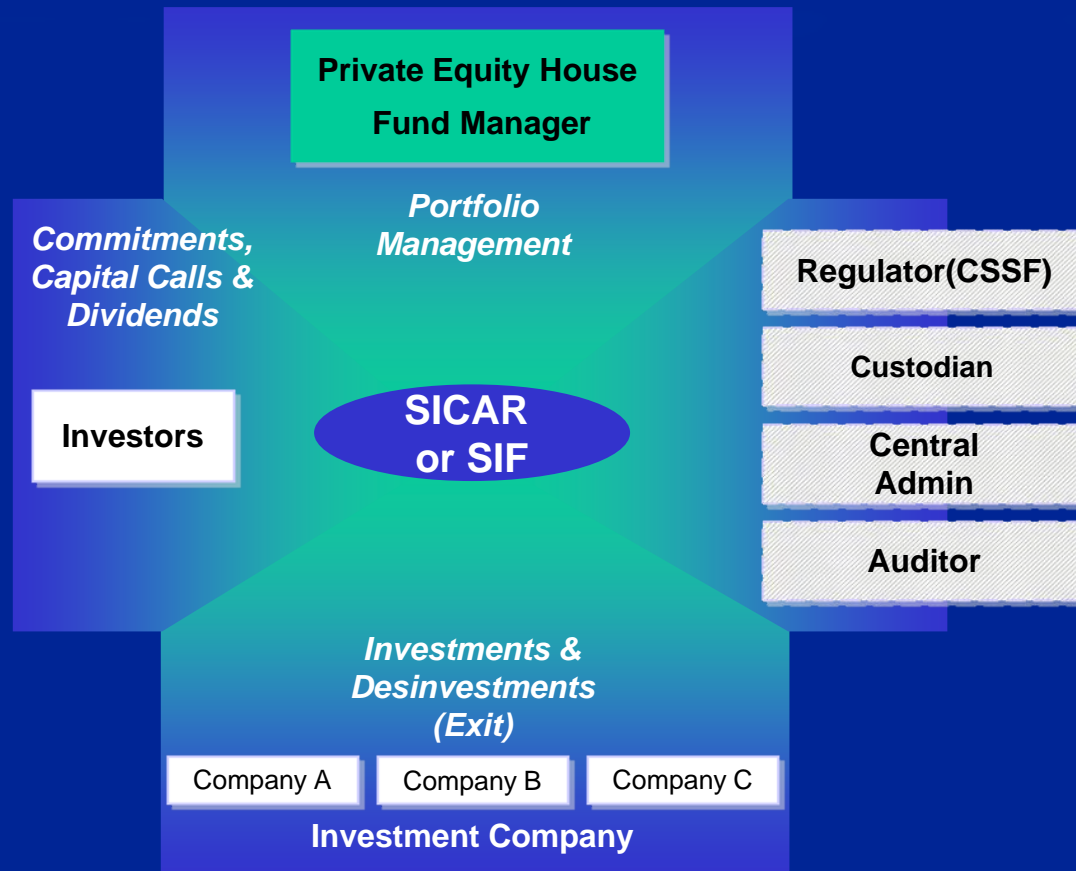 Private Equity House
Fund Manager
Portfolio
Management
Commitments,
Capital Calls &
Dividends
Investors
SICAR
or SIF
Regulator(CSSF)
Custodian
Central
Admin
Auditor
Investments &
Desinvestments
(Exit)
Company A
Company B
Company C
Investment Company